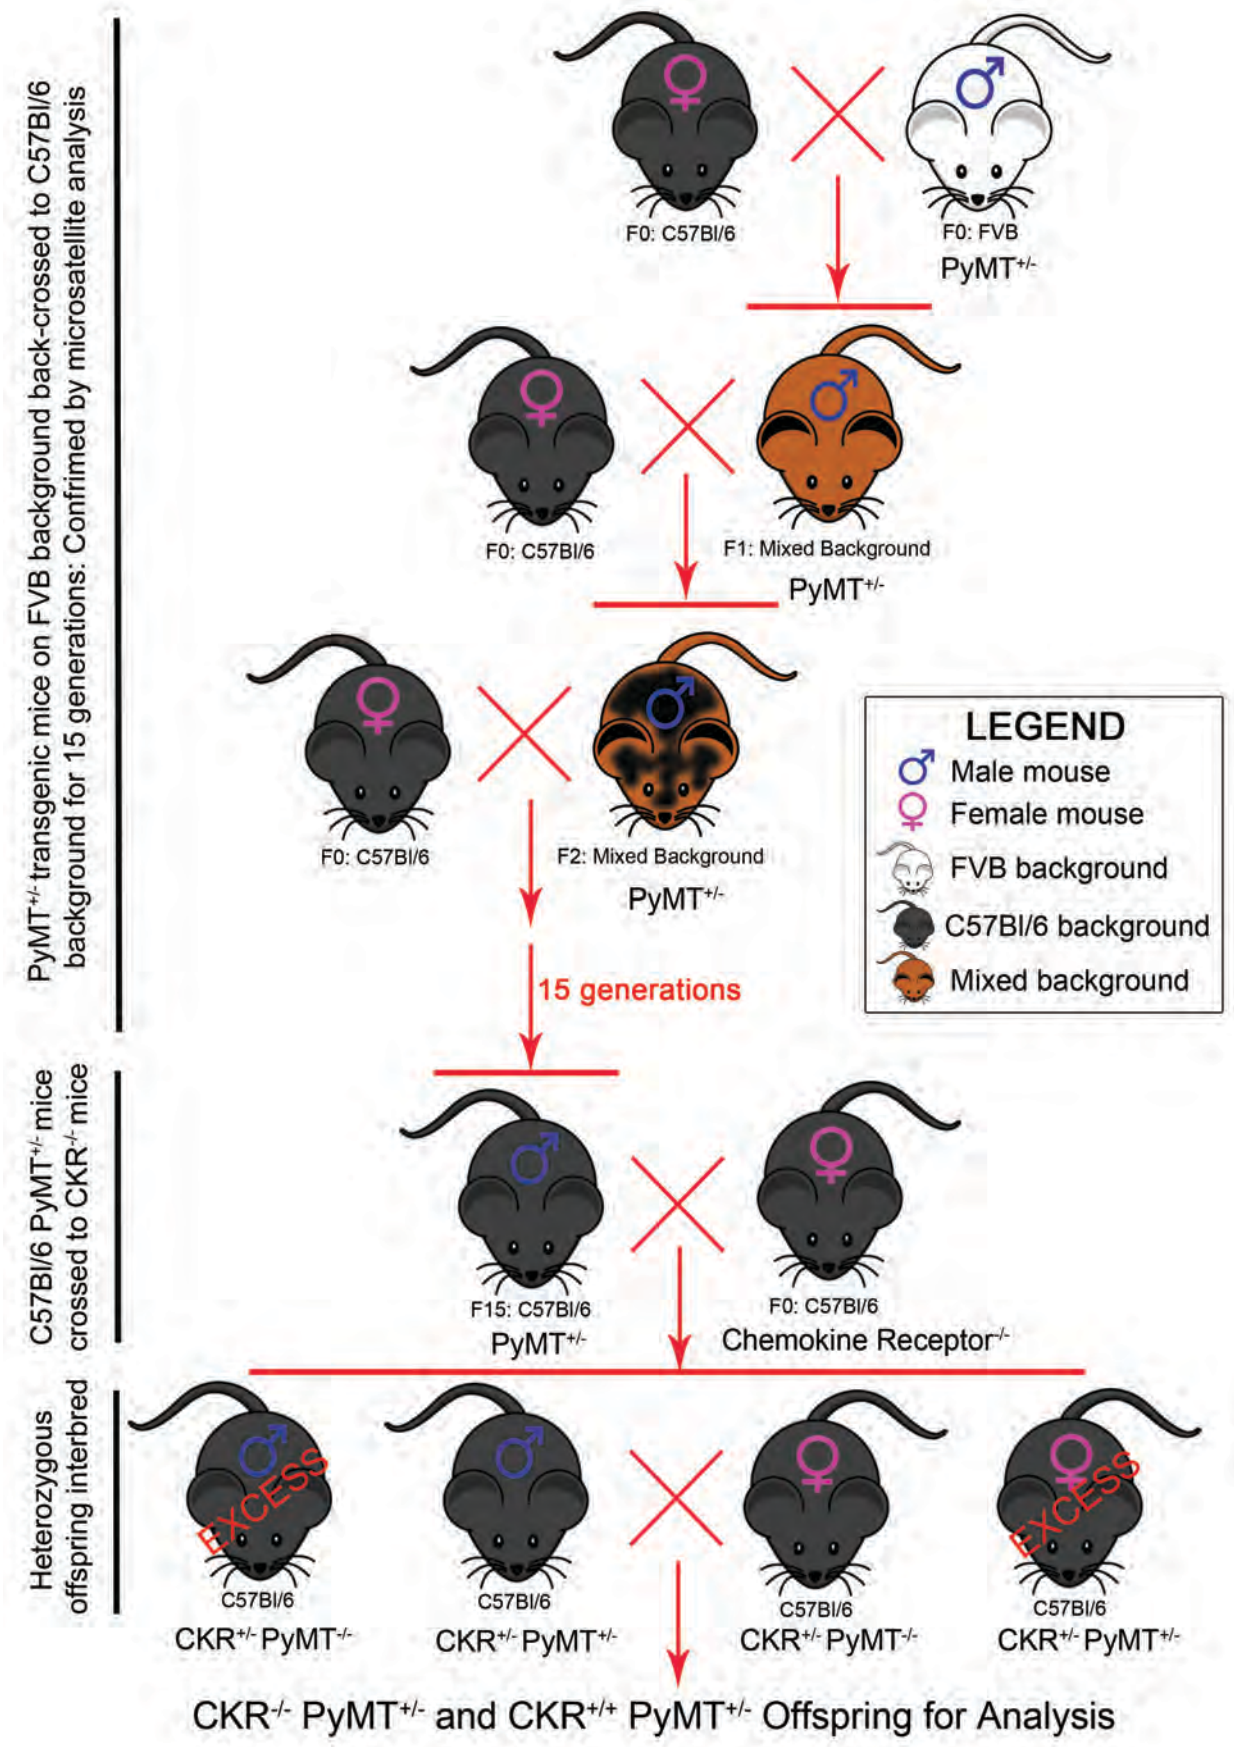 PyMT+/- transgenic mice on FVB background back-crossed to C57Bl/6
background for 15 generations: Confrimed by microsatellite analysis
F0: C57Bl/6
F0: FVB
PyMT+/-
F0: C57Bl/6
F1: Mixed Background
PyMT+/-
F0: C57Bl/6
F2: Mixed Background
PyMT+/-
15 generations
LEGEND
♂ Male mouse
♀ Female mouse
FVB background
C57Bl/6 background
Mixed background
C57Bl/6 PyMT+/- mice
crossed to CKR-/- mice
F15: C57Bl/6
PyMT+/-
F0: C57Bl/6
Chemokine Receptor-/-
Heterozygous
offspring interbred
EXCESS
C57Bl/6
CKR+/- PyMT-/-
C57Bl/6
CKR+/- PyMT+/-
C57Bl/6
CKR+/- PyMT-/-
EXCESS
C57Bl/6
CKR+/- PyMT+/-
CKR-/- PyMT+/- and CKR+/+ PyMT+/- Offspring for Analysis